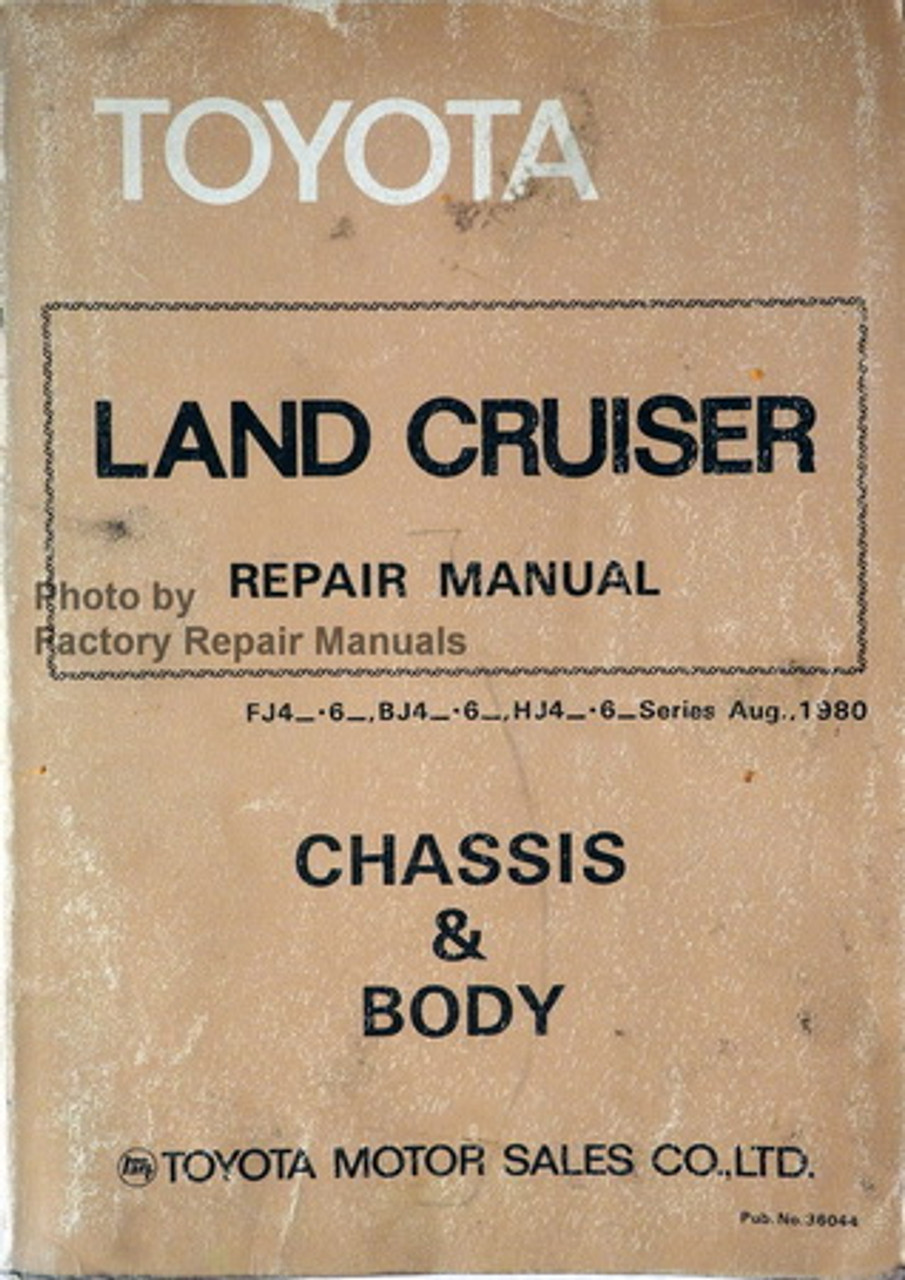 TOYOTA
LAND CRUISER
REPAIR MANUAL
Photo by
Factory Repair Manuals
FJ4_·6_,BJ4_·6_,HJ4_·6_Series Aug.,1980
CHASSIS
&
BODY
TOYOTA MOTOR SALES CO.,LTD.
Pub. No.36044